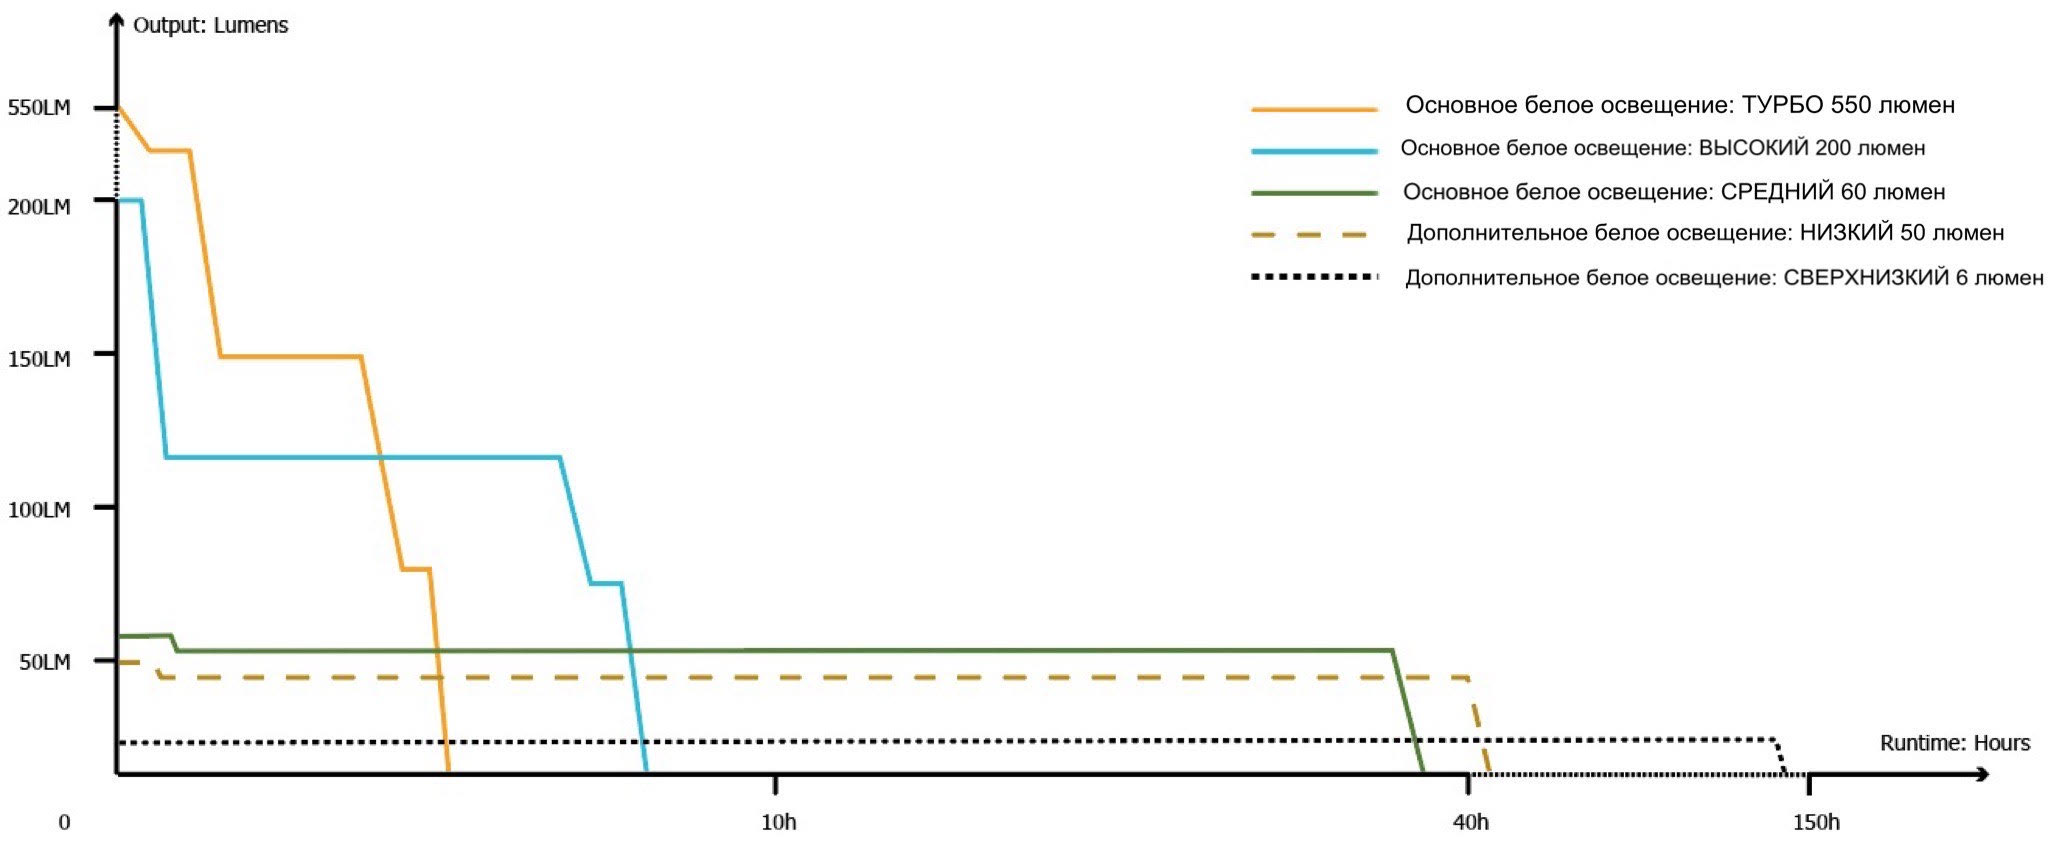 Output: Lumens
550LM
200LM
150LM
100LM
50LM
0
10h
40h
150h
Runtime: Hours
Основное белое освещение: ТУРБО 550 люмен
Основное белое освещение: ВЫСОКИЙ 200 люмен
Основное белое освещение: СРЕДНИЙ 60 люмен
Дополнительное белое освещение: НИЗКИЙ 50 люмен
Дополнительное белое освещение: СВЕРХНИЗКИЙ 6 люмен